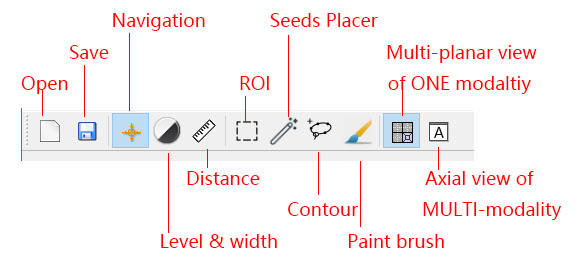 Navigation
Seeds Placer
Save
Multi-planar view
of ONE modaltiy
Open
ROI
A
Distance
Axial view of
MULTI-modality
Contour
Level & width
Paint brush